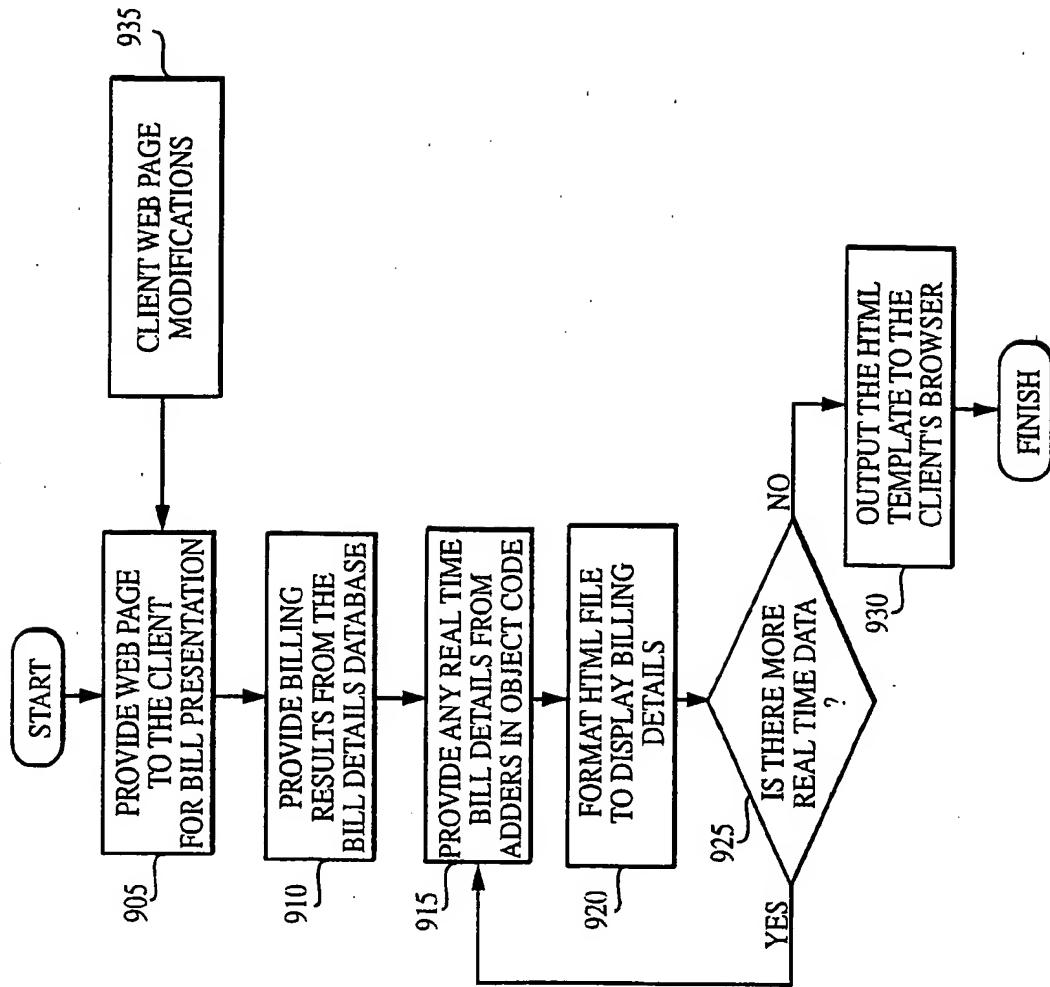 START
PROVIDE WEB PAGE
TO THE CLIENT
FOR BILL PRESENTATION
905
CLIENT WEB PAGE
MODIFICATIONS
935
PROVIDE BILLING
RESULTS FROM THE
BILL DETAILS DATABASE
910
PROVIDE ANY REAL TIME
BILL DETAILS FROM
ADDERS IN OBJECT CODE
915
FORMAT HTML FILE
TO DISPLAY BILLING
DETAILS
920
IS THERE MORE
REAL TIME DATA
?
925
YES
NO
OUTPUT THE HTML
TEMPLATE TO THE
CLIENT'S BROWSER
930
FINISH